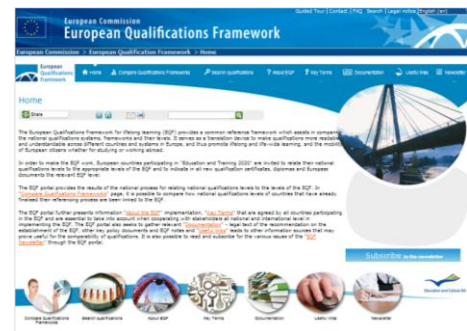 Guided Tour | Contact | FAQ Search | Legal notice English (en)
European Commission
European Qualifications Framework
European Commission > European Qualifications Framework > Home
European Qualifications Framework
Home Compare Qualifications Frameworks Search qualifications About EQF Key Terms Documentation Useful links Newsletter
Home
Share
The European Qualifications Framework for lifelong learning (EQF) provides a common reference framework which assists in comparing
the national qualifications systems, frameworks and their levels. It serves as a translation device to make qualifications more readable
and understandable across different countries and systems in Europe, and thus promote lifelong and life-wide learning, and the mobility
of European citizens whether for studying or working abroad.
In order to make the EQF work, European countries participating in "Education and Training 2020" are invited to relate their national
qualifications levels to the appropriate levels of the EQF and to indicate in all new qualification certificates, diplomas and Europass
documents the relevant EQF level.
The EQF portal provides the results of the national process for relating national qualifications levels to the levels of the EQF. In
"Compare Qualifications Frameworks" page, it is possible to compare how national qualifications levels of countries that have already
finalised their referencing process are been linked to the EQF.
The EQF portal further presents information "About the EQF" implementation, "Key Terms" that are agreed by all countries participating
in the EQF and are essential to take into account when cooperating with stakeholders at national and international level in
implementing the EQF. The EQF portal also seeks to gather relevant "Documentation" – legal text of the recommendation on the
establishment of the EQF, other key policy documents and EQF notes and "Useful links" reads to other information sources that may
prove useful for the comparability of qualifications. It is also possible to read and subscribe for the various issues of the "EQF
Newsletter" through the EQF portal.
Subscribe to the newsletter
Education and Culture DG
Compare Qualifications Frameworks
Search qualifications
About EQF
Key Terms
Documentation
Useful links
Newsletter